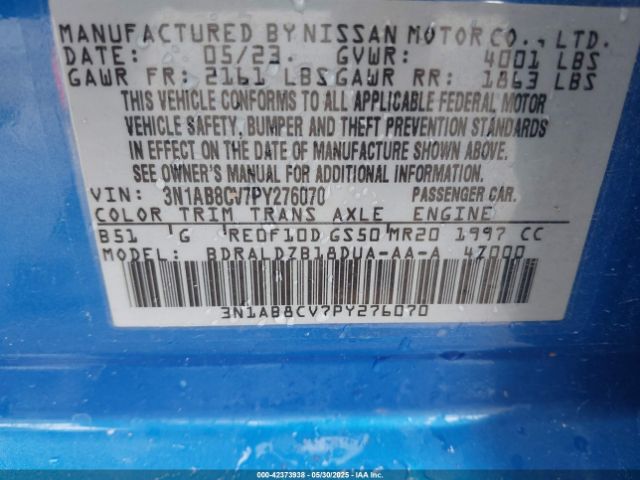 MANUFACTURED BY NISSAN MOTOR CO., LTD.
DATE: 05/23 GVWR: 4001 LBS
GAWR FR: 2161 LBS GAWR RR: 1863 LBS
THIS VEHICLE CONFORMS TO ALL APPLICABLE FEDERAL MOTOR
VEHICLE SAFETY, BUMPER AND THEFT PREVENTION STANDARDS
IN EFFECT ON THE DATE OF MANUFACTURE SHOWN ABOVE.
SEE OWNER'S MANUAL FOR ADDITIONAL INFORMATION.
VIN: 3N1AB8CV7PY276070 PASSENGER CAR.
COLOR TRIM TRANS AXLE ENGINE
B51 G RE0F10D GS50 MR20 1997 CC
MODEL: BDRALDZB18DUA-AA-A 47000
3N1AB8CV7PY276070
000-42373938 - 05/30/2025 - IAA Inc.